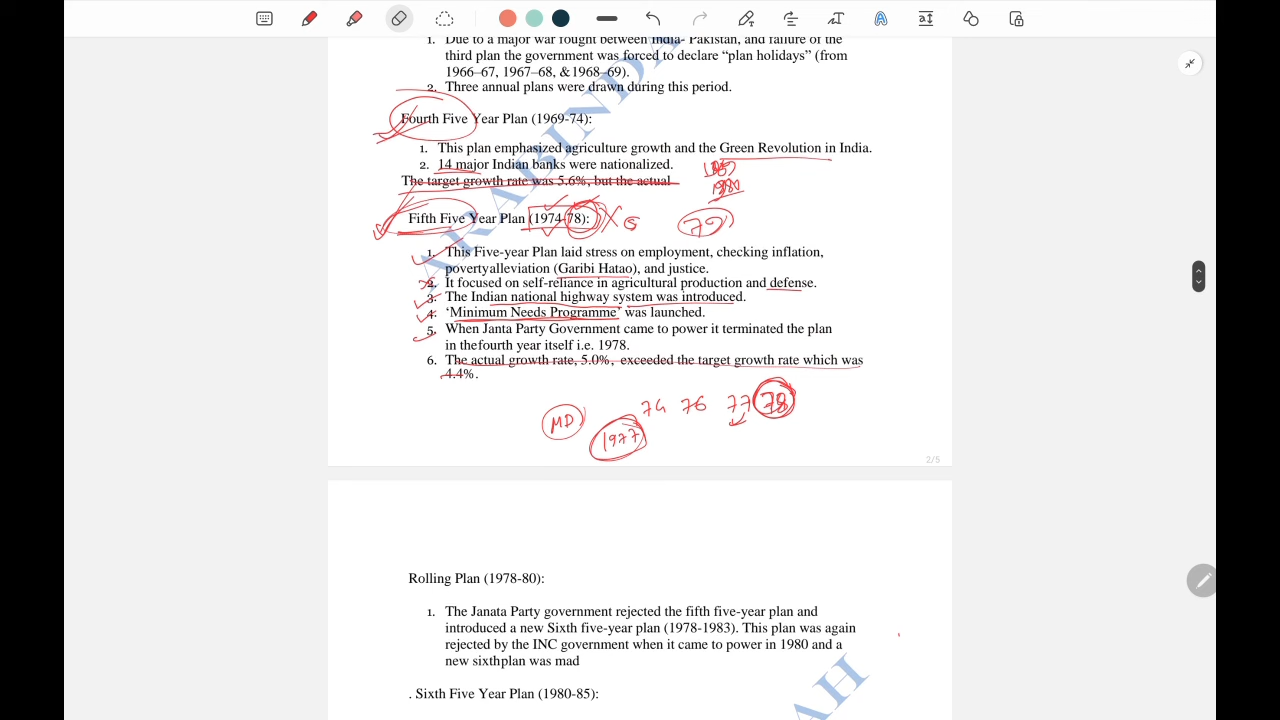 1. Due to a major war fought between India- Pakistan, and failure of the
third plan the government was forced to declare “plan holidays” (from
1966–67, 1967–68, &1968–69).
2. Three annual plans were drawn during this period.
Fourth Five Year Plan (1969-74):
1. This plan emphasized agriculture growth and the Green Revolution in India.
2. 14 major Indian banks were nationalized.
The target growth rate was 5.6%, but the actual
1980
Fifth Five Year Plan (1974-78):
5
79
1. This Five-year Plan laid stress on employment, checking inflation,
povertyalleviation (Garibi Hatao), and justice.
2. It focused on self-reliance in agricultural production and defense.
3. The Indian national highway system was introduced.
4. ‘Minimum Needs Programme’ was launched.
5. When Janta Party Government came to power it terminated the plan
in thefourth year itself i.e. 1978.
6. The actual growth rate, 5.0%, exceeded the target growth rate which was
4.4%.
74 76 77 78
MD
1977
2/5
Rolling Plan (1978-80):
1. The Janata Party government rejected the fifth five-year plan and
introduced a new Sixth five-year plan (1978-1983). This plan was again
rejected by the INC government when it came to power in 1980 and a
new sixthplan was mad
. Sixth Five Year Plan (1980-85):
ARABINDA
AH